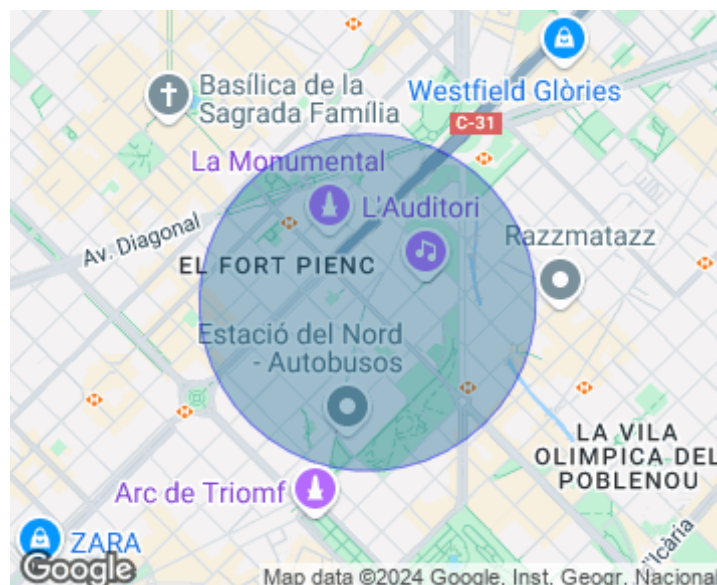 Basílica de la
Sagrada Família
Westfield Glòries
C-31
La Monumental
L'Auditori
Av. Diagonal
Razzmatazz
EL FORT PIENC
Estació del Nord
- Autobusos
LA VILA
OLIMPICA DEL
POBLENOU
Arc de Triomf
ZARA
Google
Map data ©2024 Google, Inst. Geogr. Nacional